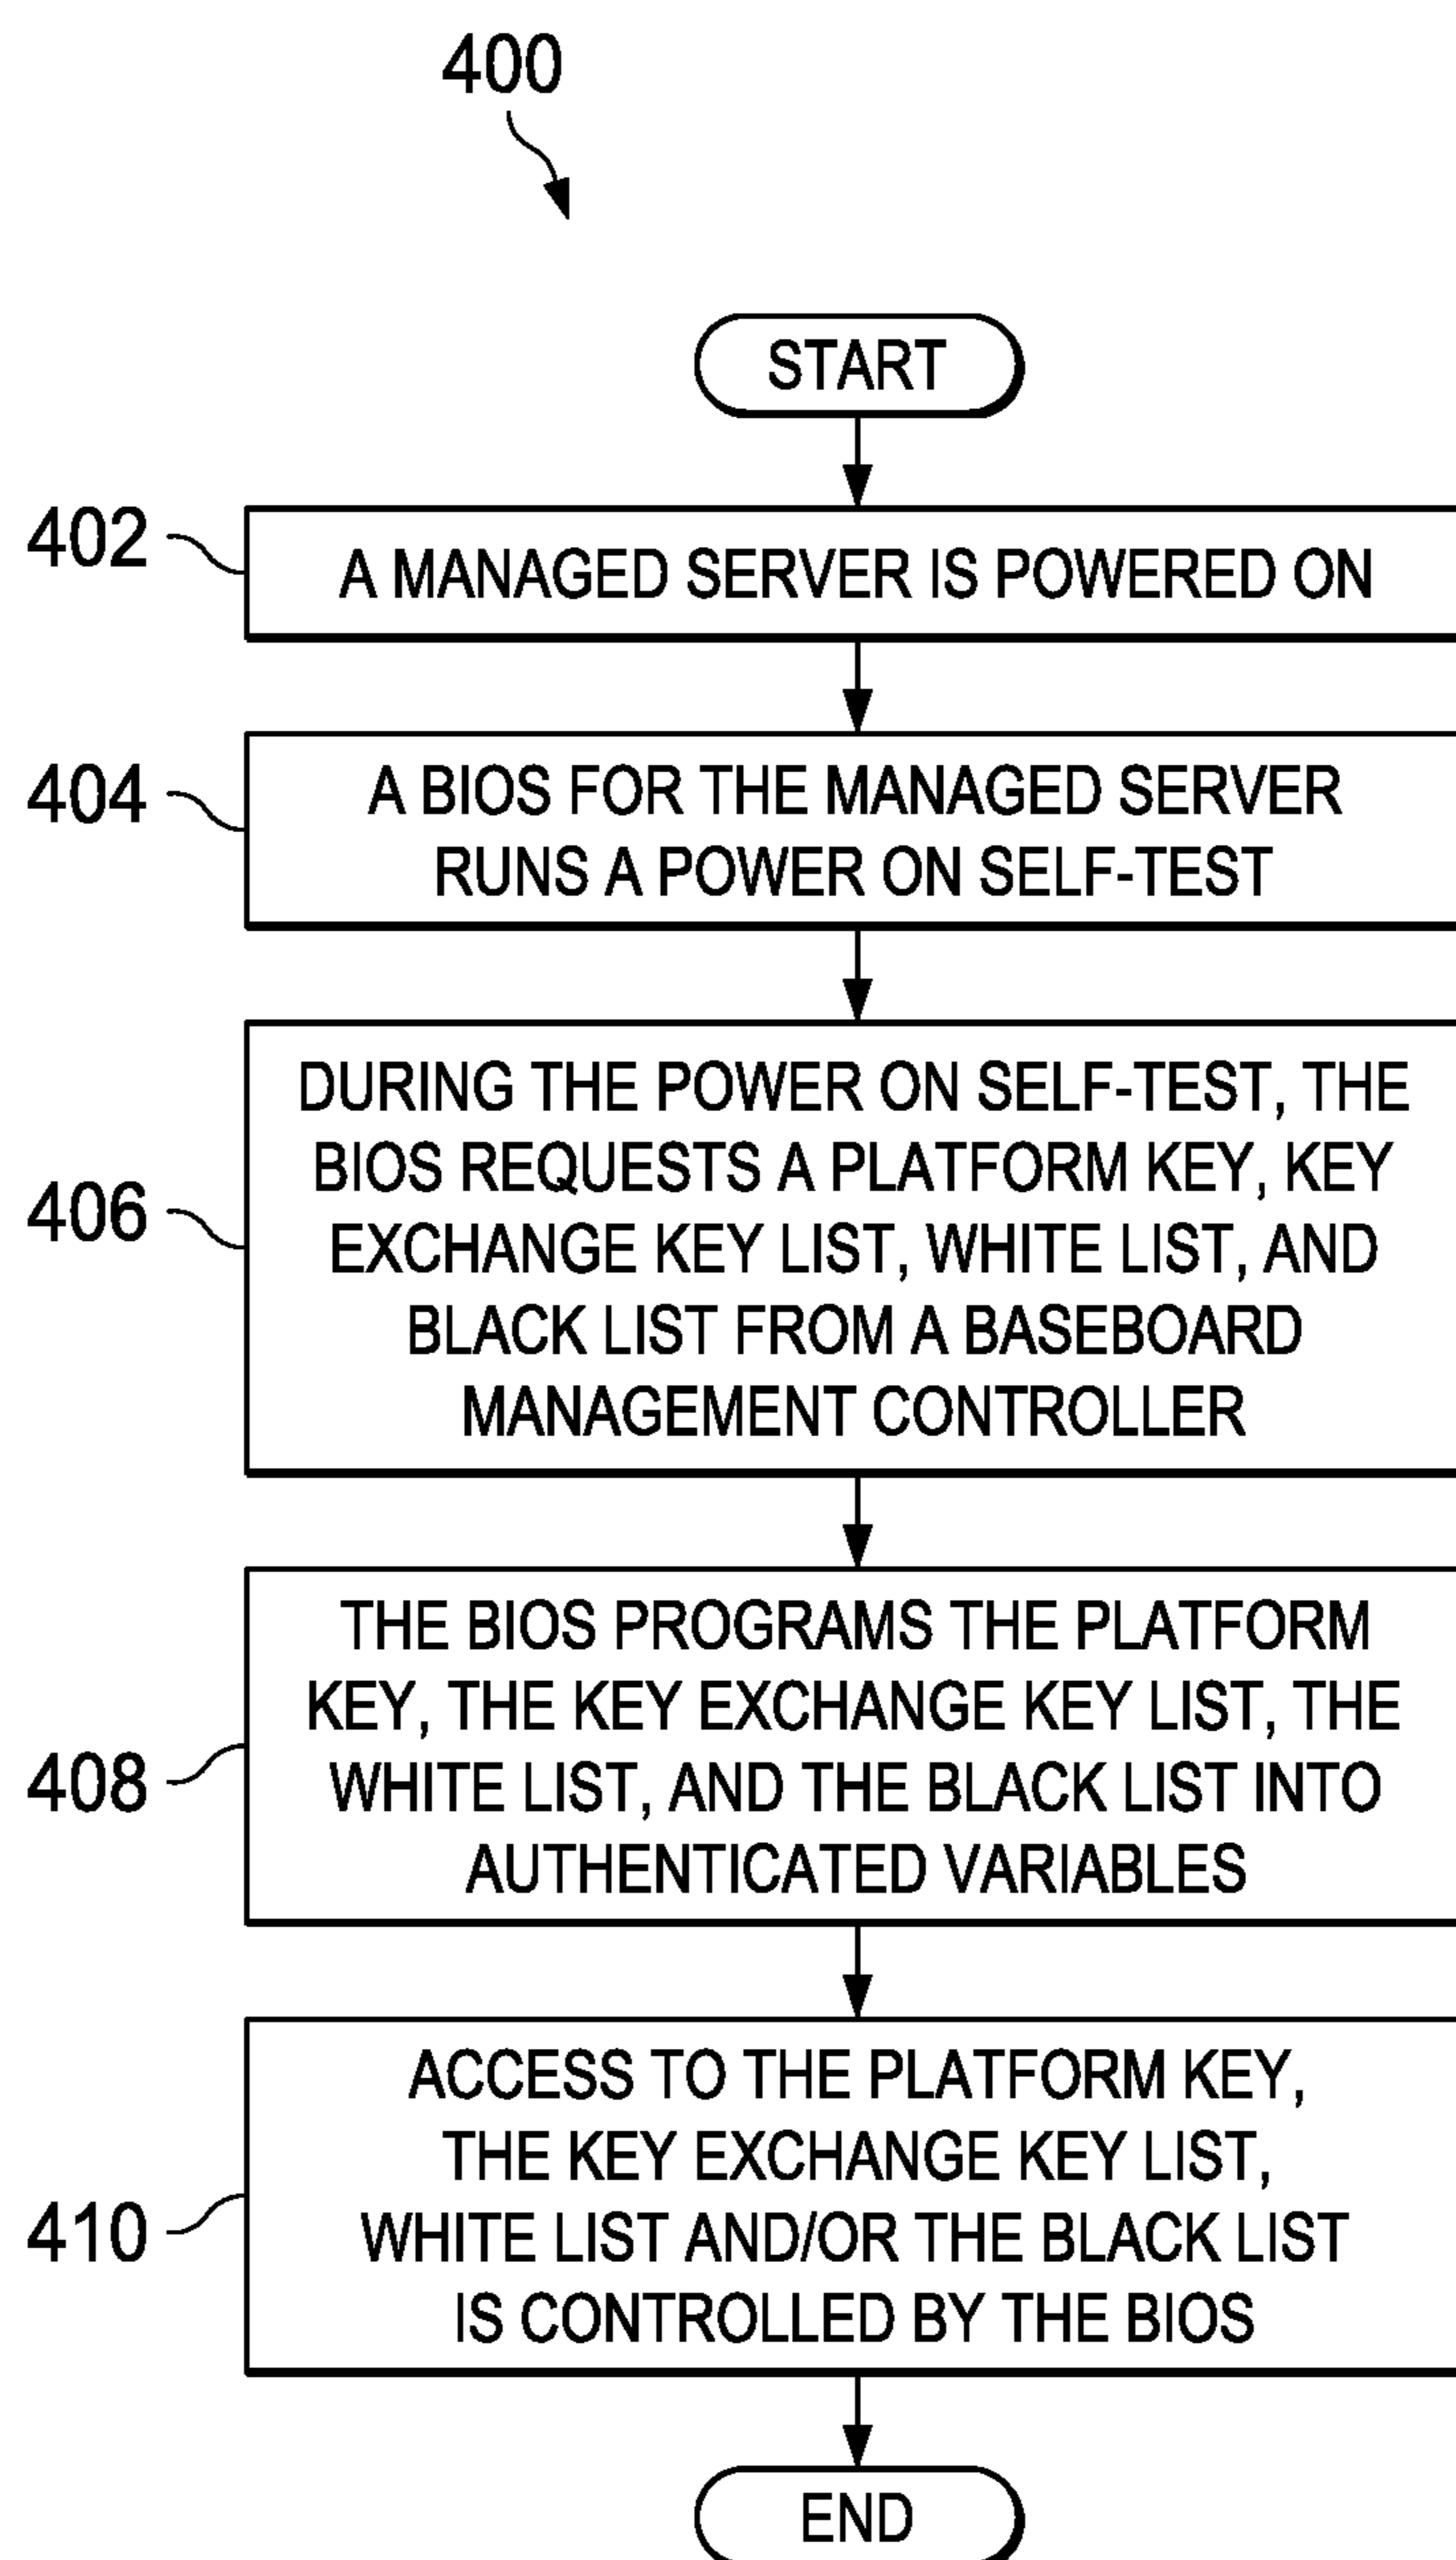 400
START
402
A MANAGED SERVER IS POWERED ON
404
A BIOS FOR THE MANAGED SERVER
RUNS A POWER ON SELF-TEST
406
DURING THE POWER ON SELF-TEST, THE
BIOS REQUESTS A PLATFORM KEY, KEY
EXCHANGE KEY LIST, WHITE LIST, AND
BLACK LIST FROM A BASEBOARD
MANAGEMENT CONTROLLER
408
THE BIOS PROGRAMS THE PLATFORM
KEY, THE KEY EXCHANGE KEY LIST, THE
WHITE LIST, AND THE BLACK LIST INTO
AUTHENTICATED VARIABLES
410
ACCESS TO THE PLATFORM KEY,
THE KEY EXCHANGE KEY LIST,
WHITE LIST AND/OR THE BLACK LIST
IS CONTROLLED BY THE BIOS
END